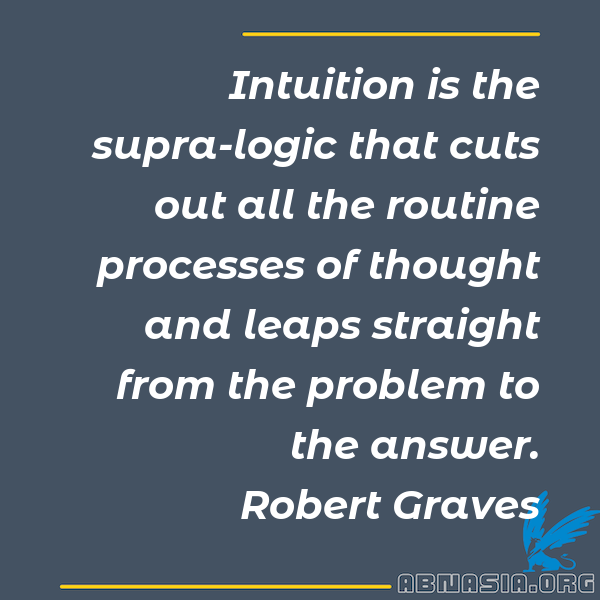 Intuition is the
supra-logic that cuts
out all the routine
processes of thought
and leaps straight
from the problem to
the answer.
Robert Graves
ABNASIA.ORG